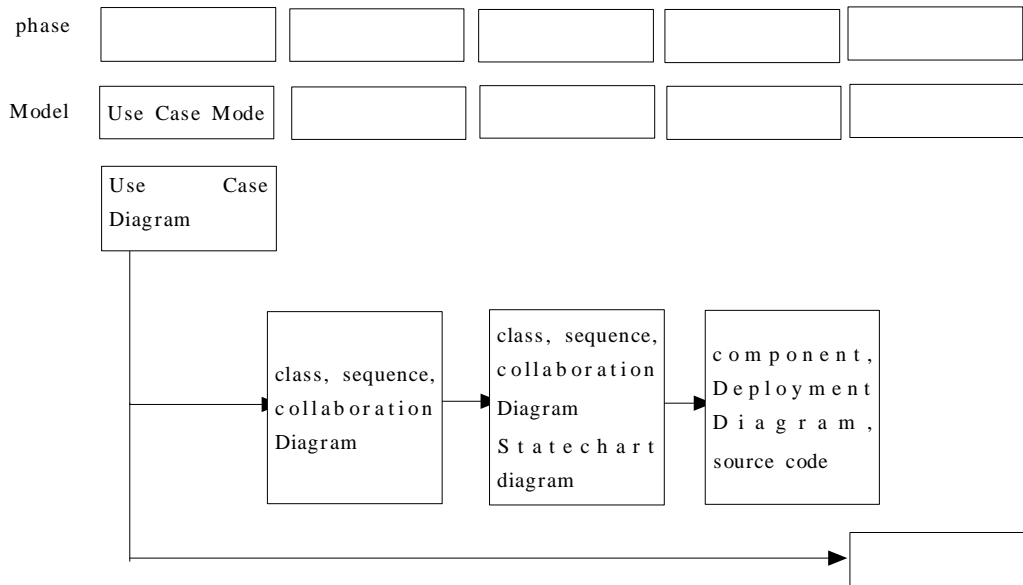 phase
Model
Use Case Mode
Use Case
Diagram
class, sequence,
collaboration
Diagram
class, sequence,
collaboration
Diagram
Statechart
diagram
component,
Deployment
Diagram,
source code